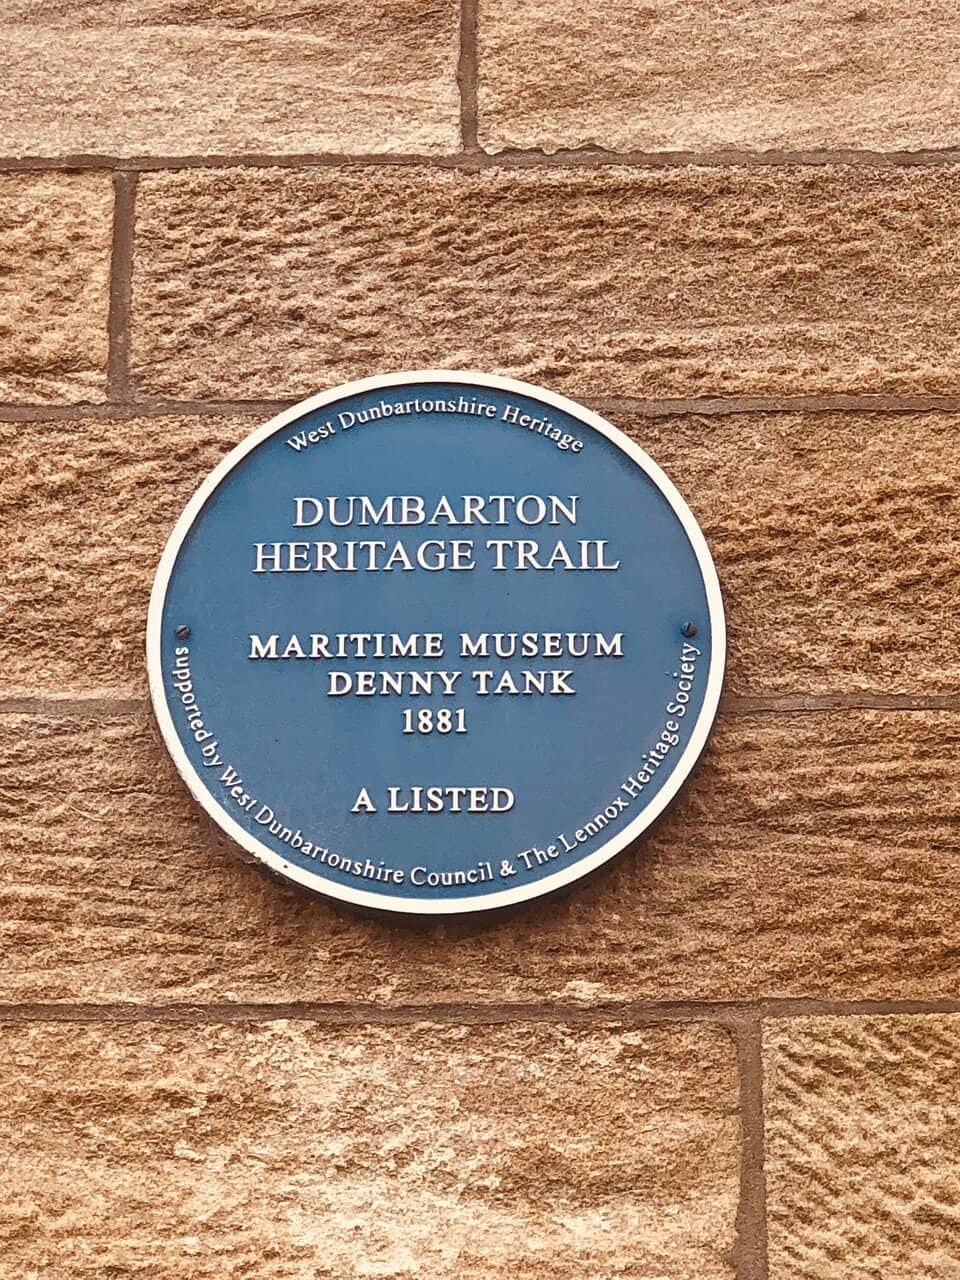 West Dunbartonshire Heritage
DUMBARTON
HERITAGE TRAIL
MARITIME MUSEUM
DENNY TANK
1881
A LISTED
supported by West Dunbartonshire Council & The Lennox Heritage Society